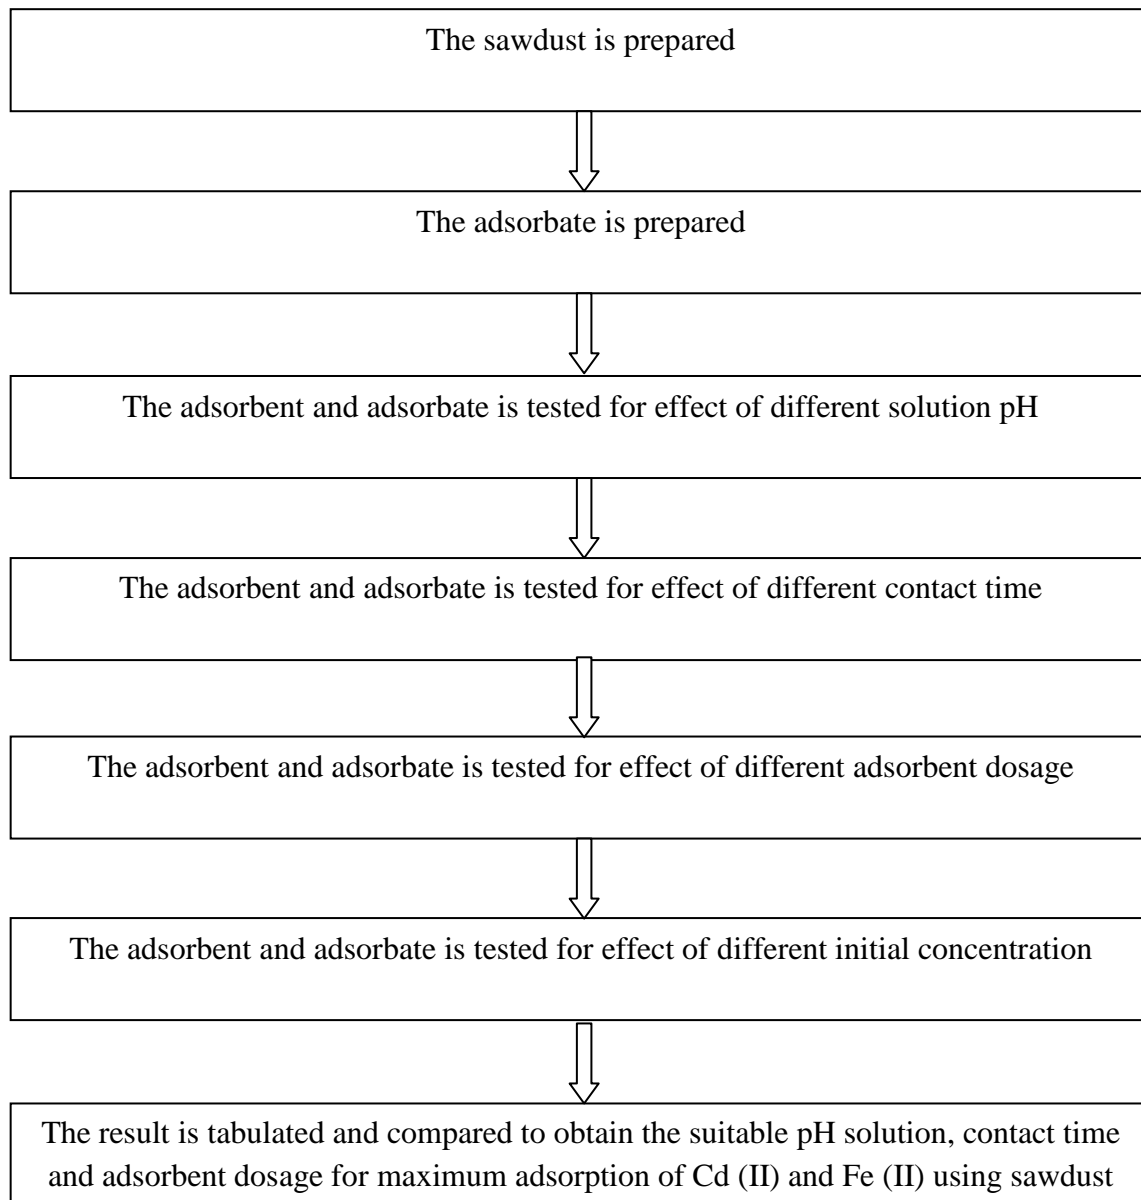 The sawdust is prepared
The adsorbate is prepared
The adsorbent and adsorbate is tested for effect of different solution pH
The adsorbent and adsorbate is tested for effect of different contact time
The adsorbent and adsorbate is tested for effect of different adsorbent dosage
The adsorbent and adsorbate is tested for effect of different initial concentration
The result is tabulated and compared to obtain the suitable pH solution, contact time
and adsorbent dosage for maximum adsorption of Cd (II) and Fe (II) using sawdust